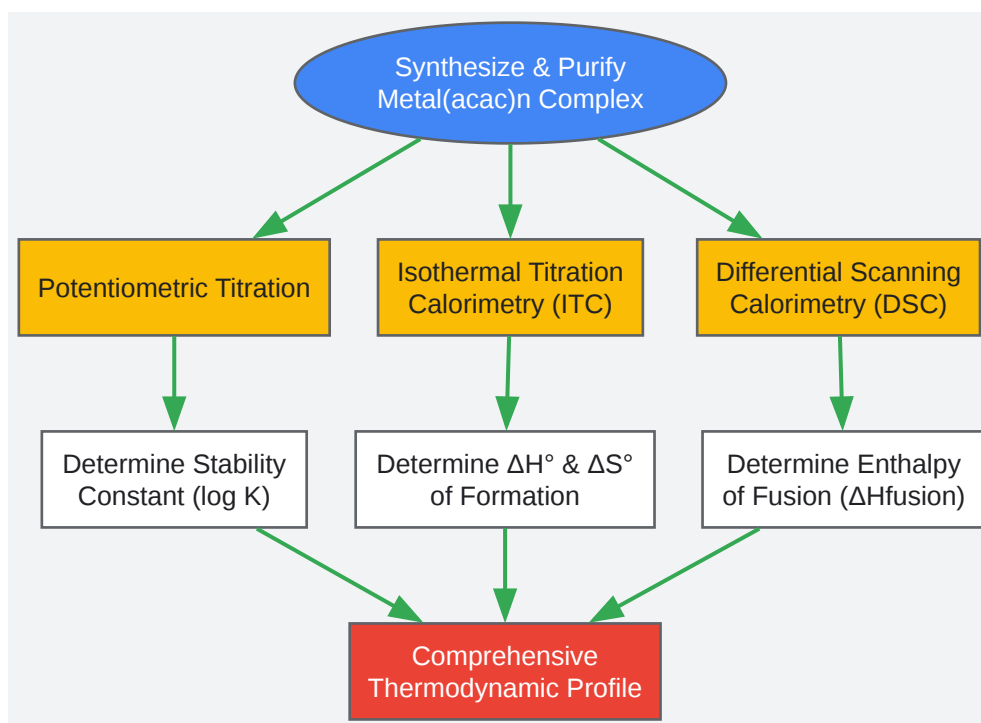 Synthesize & Purify
Metal(acac)n Complex
Potentiometric Titration
Isothermal Titration
Calorimetry (ITC)
Differential Scanning
Calorimetry (DSC)
Determine Stability
Constant (log K)
Determine ΔH° & ΔS°
of Formation
Determine Enthalpy
of Fusion (ΔHfusion)
Comprehensive
Thermodynamic Profile